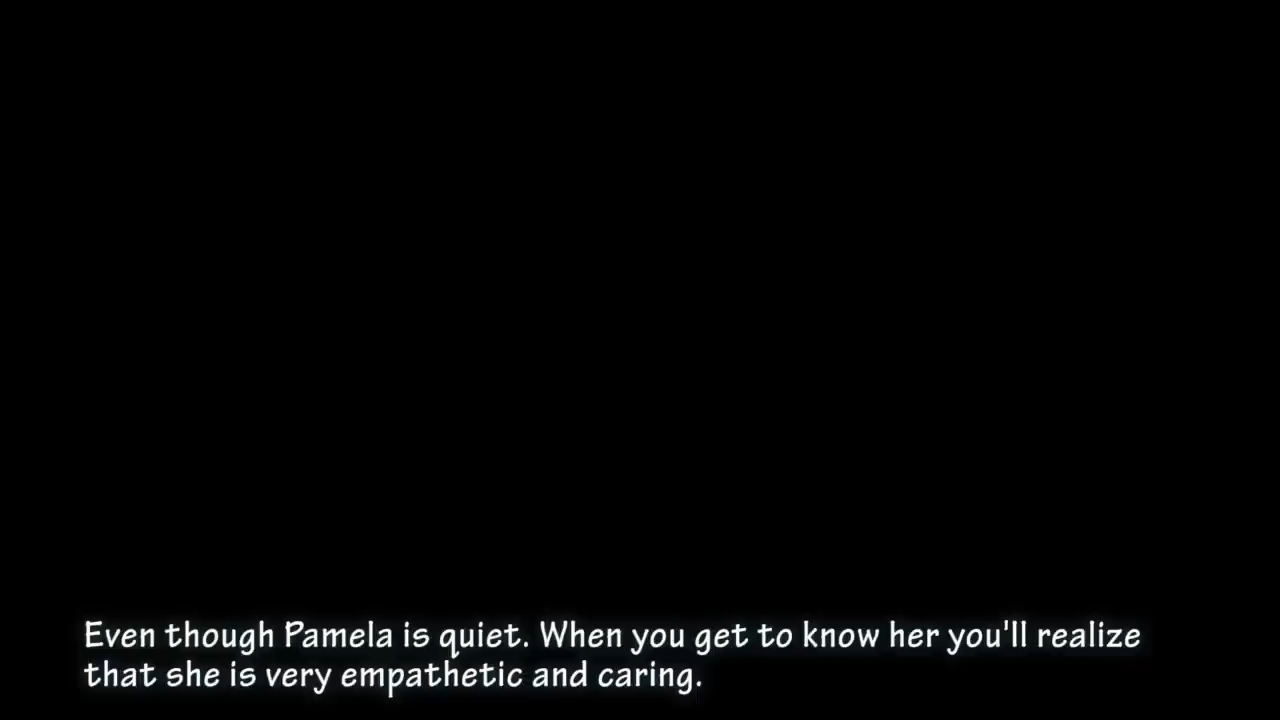 Even though Pamela is quiet. When you get to know her you'll realize
that she is very empathetic and caring.